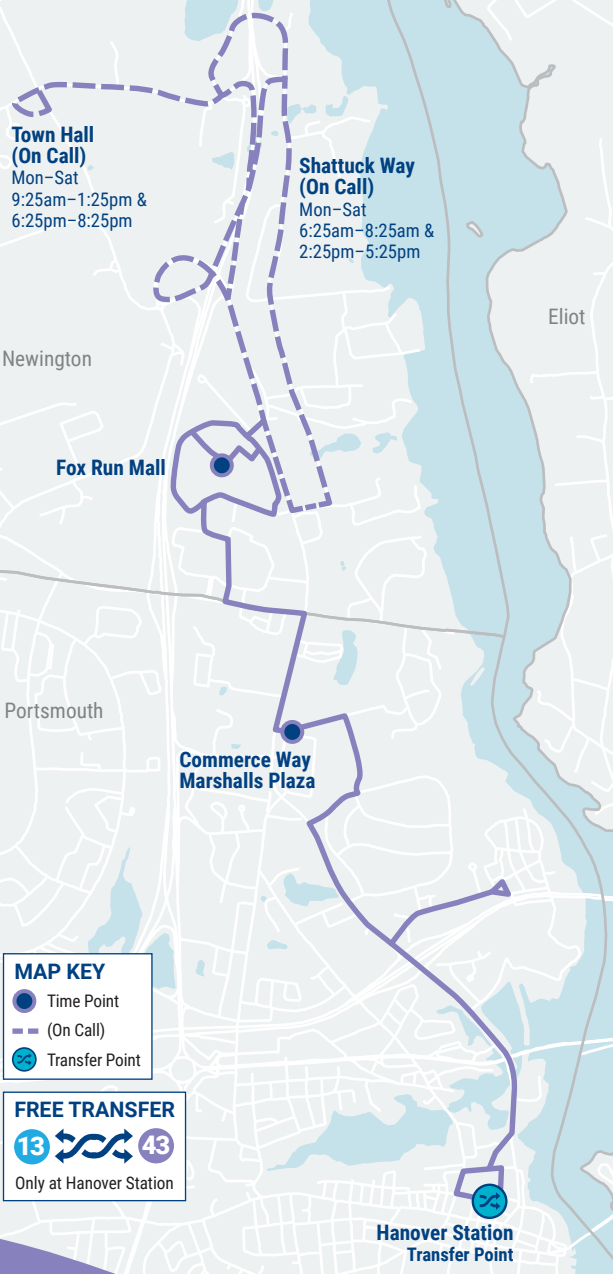 Town Hall
(On Call)
Mon–Sat
9:25am–1:25pm &
6:25pm–8:25pm
Shattuck Way
(On Call)
Mon–Sat
6:25am–8:25am &
2:25pm–5:25pm
Eliot
Newington
Fox Run Mall
Portsmouth
Commerce Way
Marshalls Plaza
MAP KEY
Time Point
(On Call)
Transfer Point
FREE TRANSFER
13 43
Only at Hanover Station
Hanover Station
Transfer Point